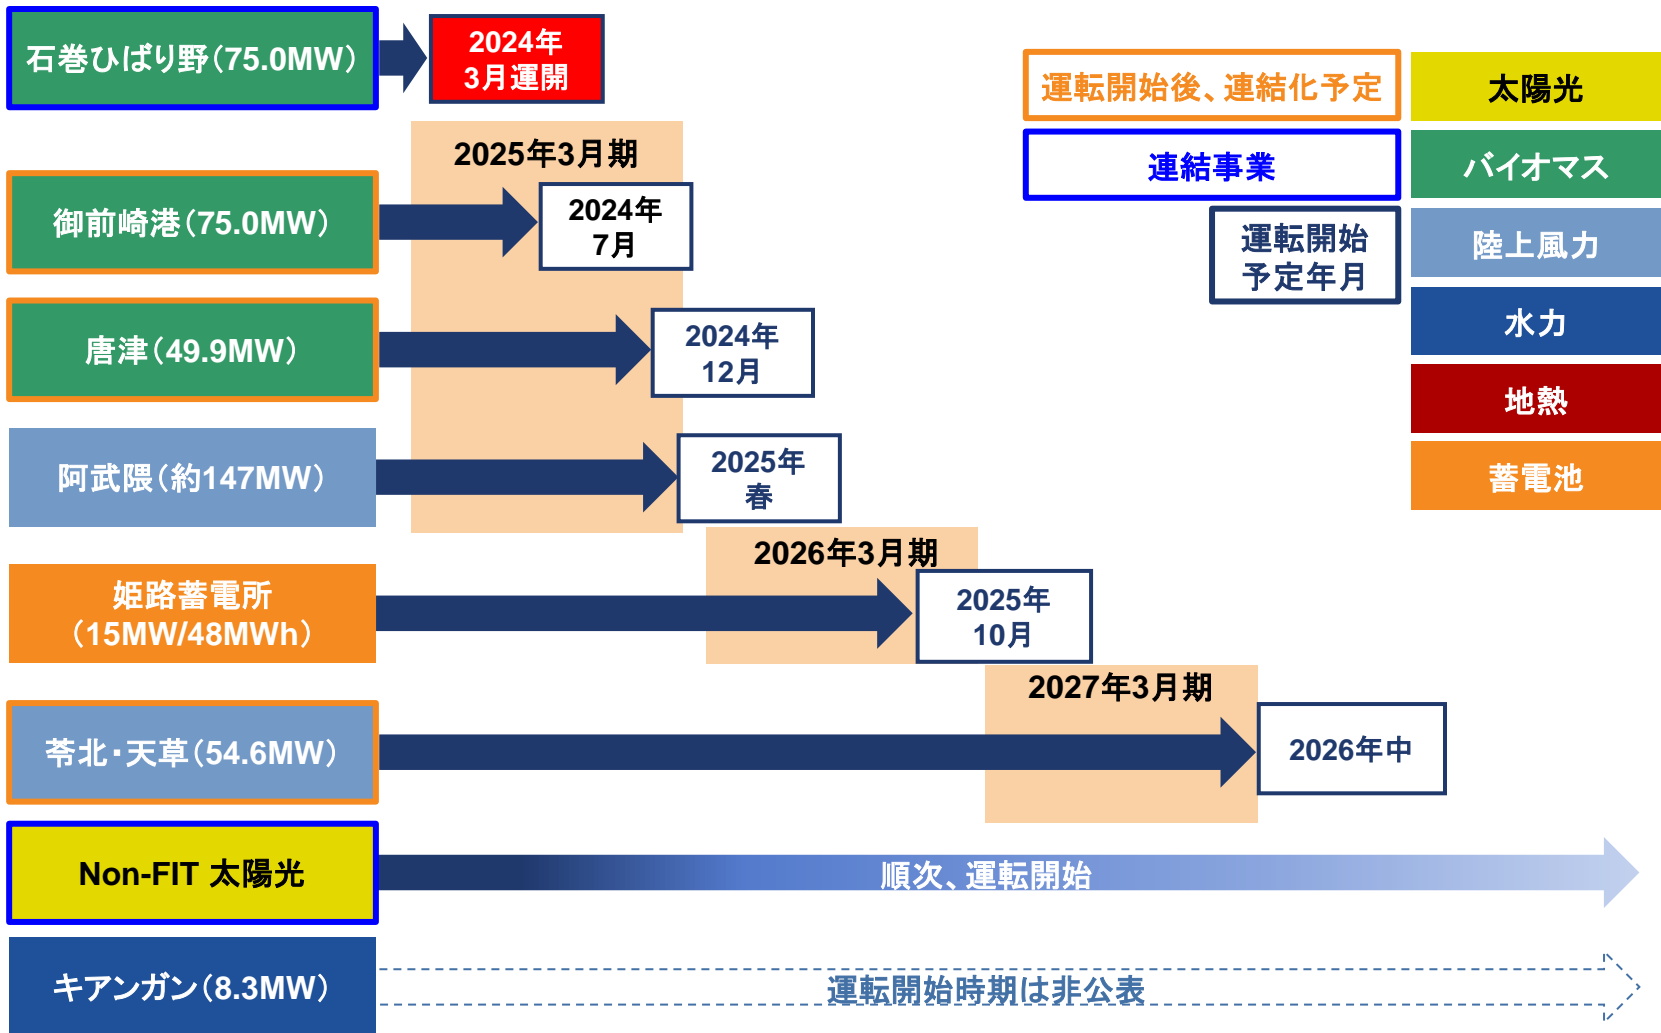 石巻ひばり野(75.0MW)
2024年
3月運開
運転開始後、連結化予定
太陽光
連結事業
バイオマス
運転開始
予定年月
陸上風力
水力
地熱
蓄電池
2025年3月期
御前崎港(75.0MW)
2024年
7月
唐津(49.9MW)
2024年
12月
阿武隈(約147MW)
2025年
春
2026年3月期
姫路蓄電所
(15MW/48MWh)
2025年
10月
2027年3月期
苓北・天草(54.6MW)
2026年中
Non-FIT 太陽光
順次、運転開始
キアンガン(8.3MW)
運転開始時期は非公表